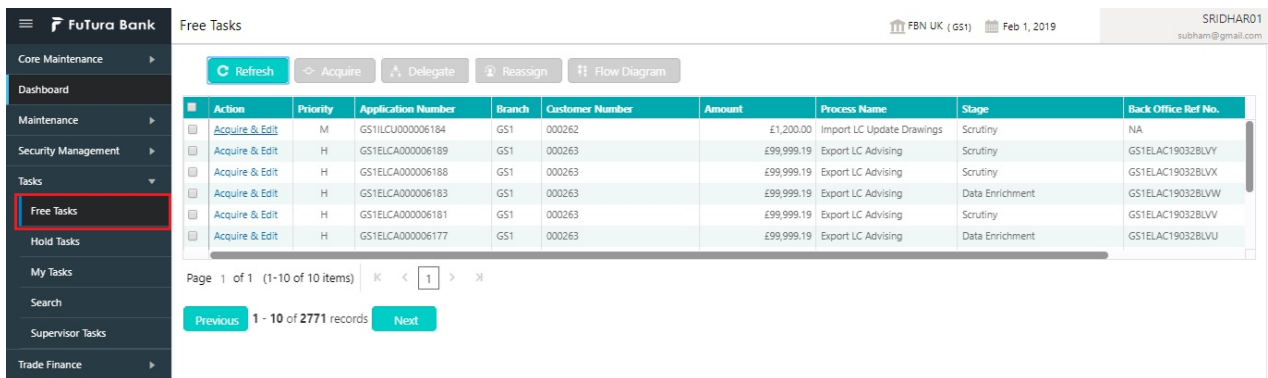 FuTura Bank
Free Tasks
FBN UK ( GS1)
Feb 1, 2019
SRIDHAR01
subham@gmail.com
Core Maintenance
Dashboard
Maintenance
Security Management
Tasks
Free Tasks
Hold Tasks
My Tasks
Search
Supervisor Tasks
Trade Finance
Refresh Acquire Delegate Reassign Flow Diagram
Action Priority Application Number Branch Customer Number Amount Process Name Stage Back Office Ref No.
Acquire & Edit M GS1ILCU000006184 GS1 000262 £1,200.00 Import LC Update Drawings Scrutiny NA
Acquire & Edit H GS1ELCA000006189 GS1 000263 £99,999.19 Export LC Advising Scrutiny GS1ELAC19032BLVY
Acquire & Edit H GS1ELCA000006188 GS1 000263 £99,999.19 Export LC Advising Scrutiny GS1ELAC19032BLVX
Acquire & Edit H GS1ELCA000006183 GS1 000263 £99,999.19 Export LC Advising Data Enrichment GS1ELAC19032BLVW
Acquire & Edit H GS1ELCA000006181 GS1 000263 £99,999.19 Export LC Advising Scrutiny GS1ELAC19032BLVV
Acquire & Edit H GS1ELCA000006177 GS1 000263 £99,999.19 Export LC Advising Data Enrichment GS1ELAC19032BLVU
Page 1 of 1 (1-10 of 10 items) 1
Previous 1 - 10 of 2771 records Next